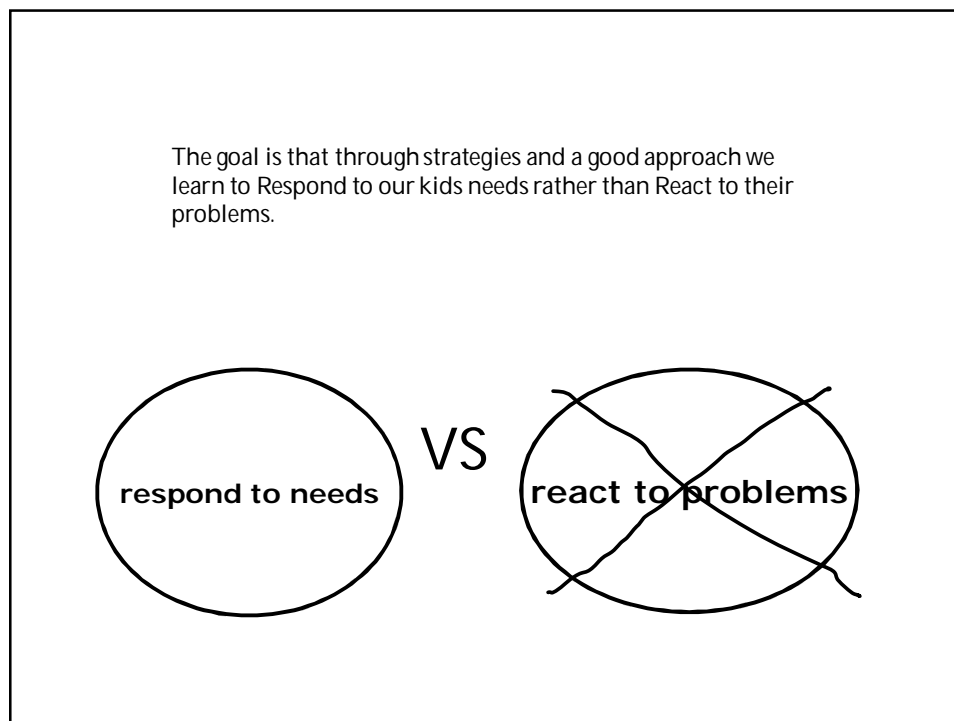 The goal is that through strategies and a good approach we
learn to Respond to our kids needs rather than React to their
problems.
respond to needs
VS
react to problems